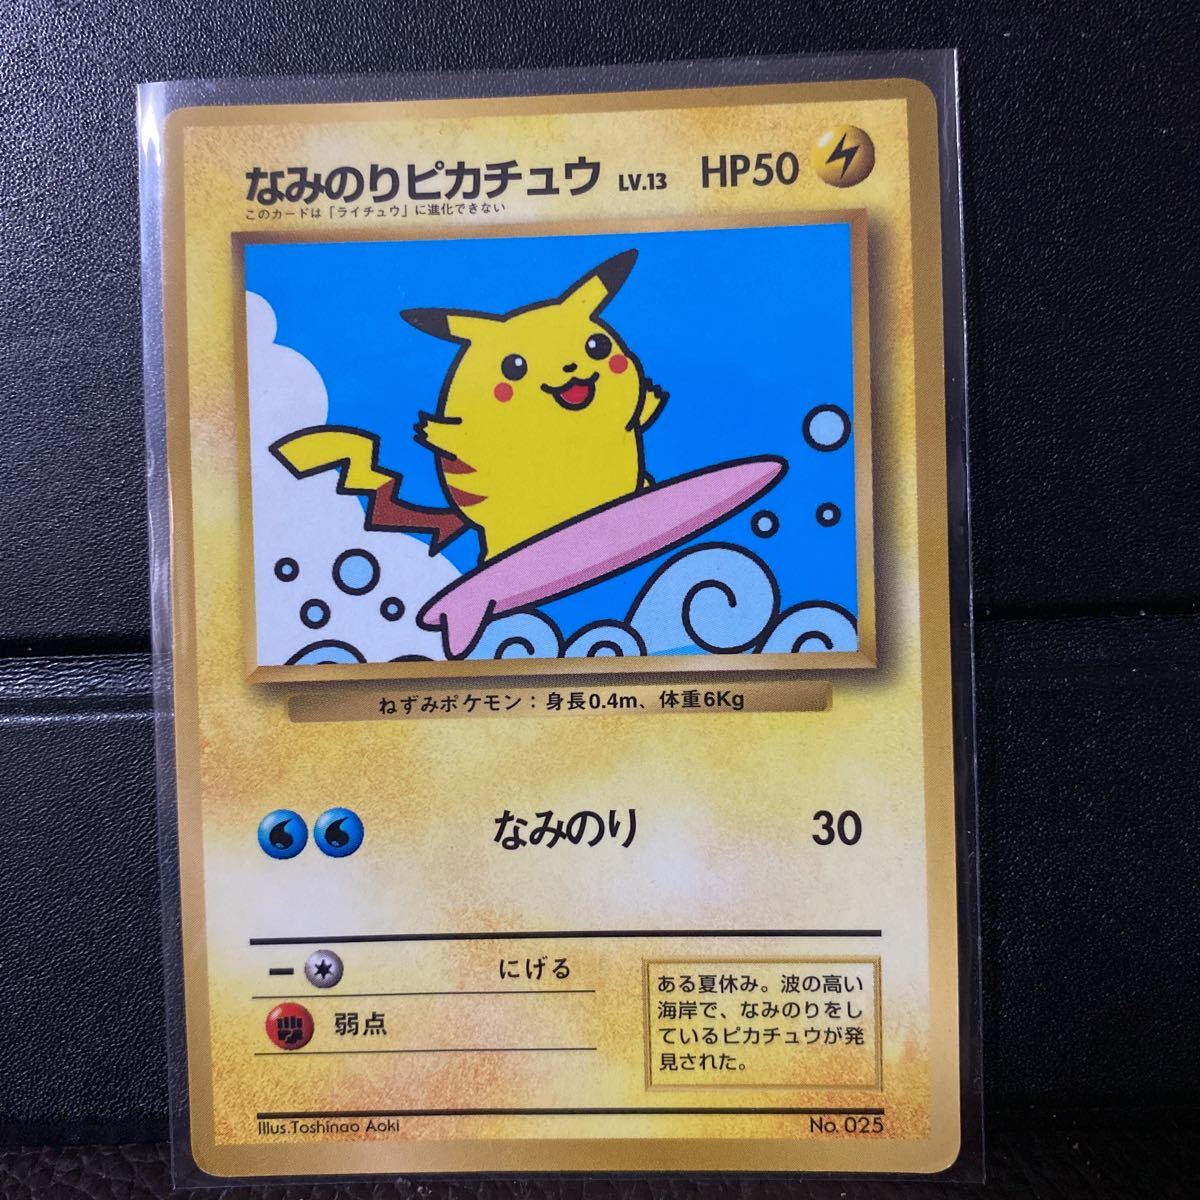 なみのりピカチュウ LV.13 HP50
このカードは「ライチュウ」に進化できない
ねずみポケモン：身長0.4m、体重6Kg
なみのり 30
にげる
弱点
ある夏休み。波の高い
海岸で、なみのりをし
ているピカチュウが発
見された。
Illus.Toshinao Aoki No. 025